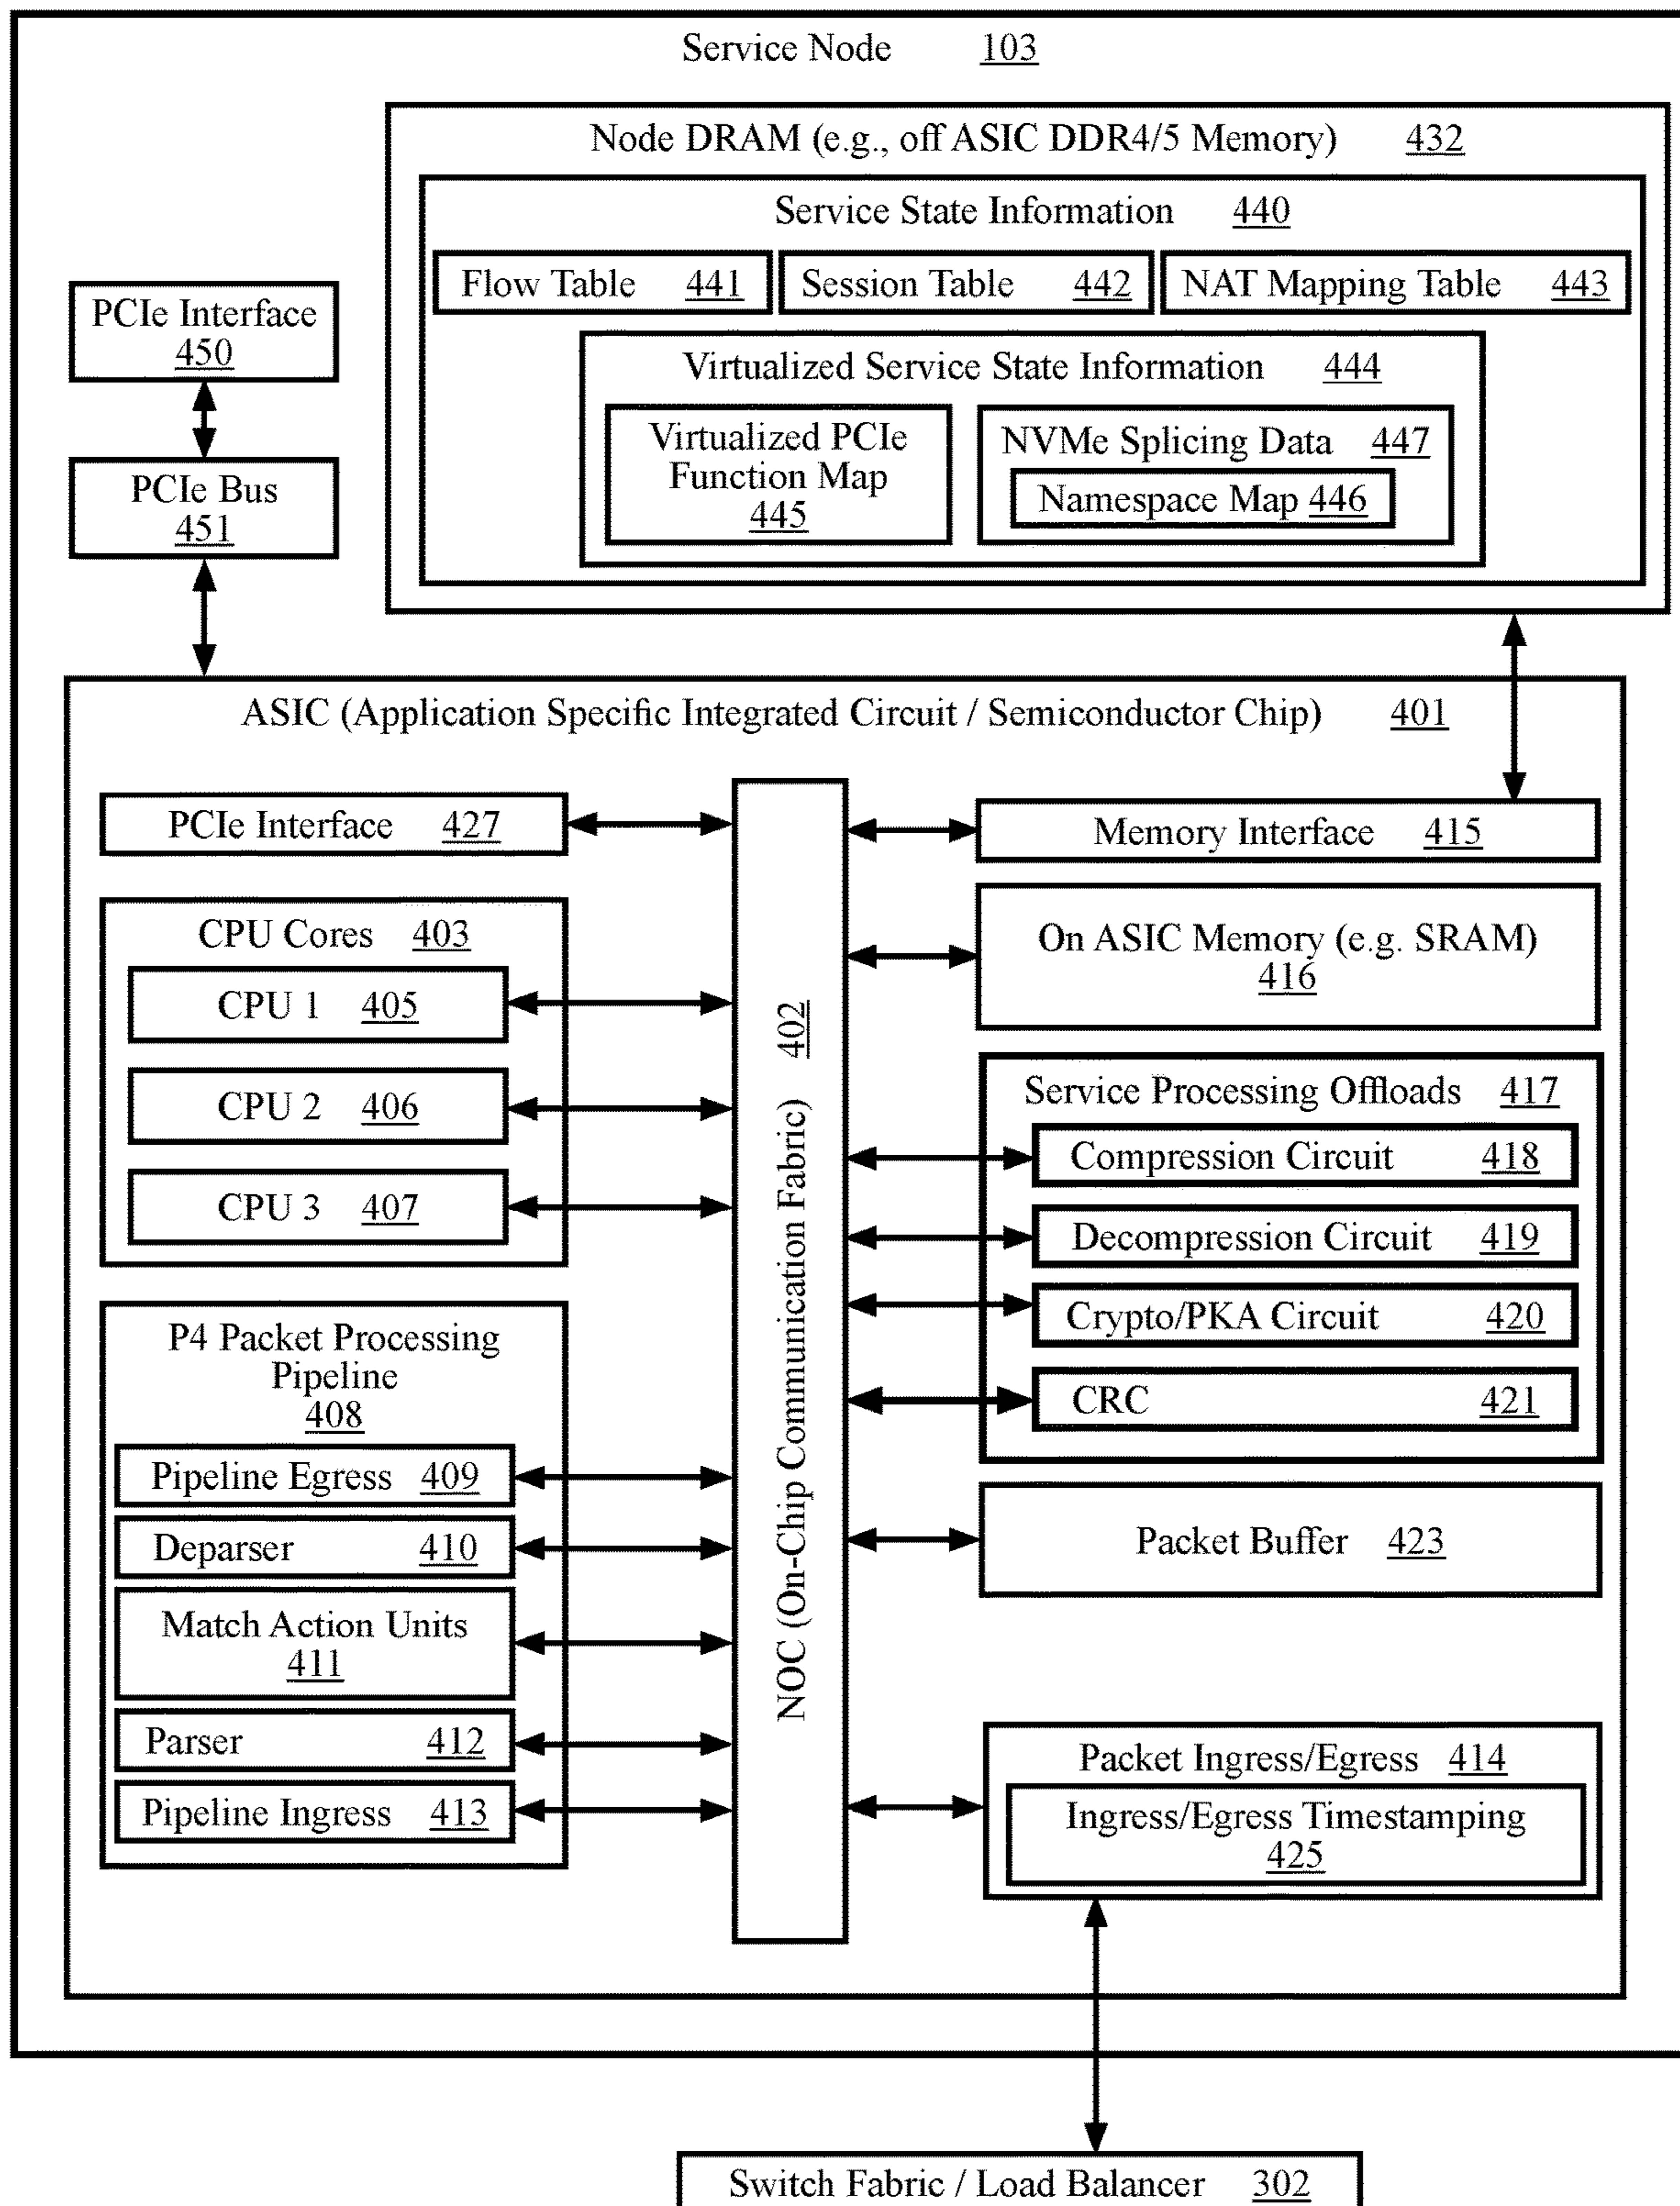 Service Node 103
Node DRAM (e.g., off ASIC DDR4/5 Memory) 432
Service State Information 440
Flow Table 441
Session Table 442
NAT Mapping Table 443
Virtualized Service State Information 444
Virtualized PCIe
Function Map
445
NVMe Splicing Data 447
Namespace Map 446
PCIe Interface
450
PCIe Bus
451
ASIC (Application Specific Integrated Circuit / Semiconductor Chip) 401
PCIe Interface 427
CPU Cores 403
CPU 1 405
CPU 2 406
CPU 3 407
P4 Packet Processing
Pipeline
408
Pipeline Egress 409
Deparser 410
Match Action Units
411
Parser 412
Pipeline Ingress 413
NOC (On-Chip Communication Fabric) 402
Memory Interface 415
On ASIC Memory (e.g. SRAM)
416
Service Processing Offloads 417
Compression Circuit 418
Decompression Circuit 419
Crypto/PKA Circuit 420
CRC 421
Packet Buffer 423
Packet Ingress/Egress 414
Ingress/Egress Timestamping
425
Switch Fabric / Load Balancer 302